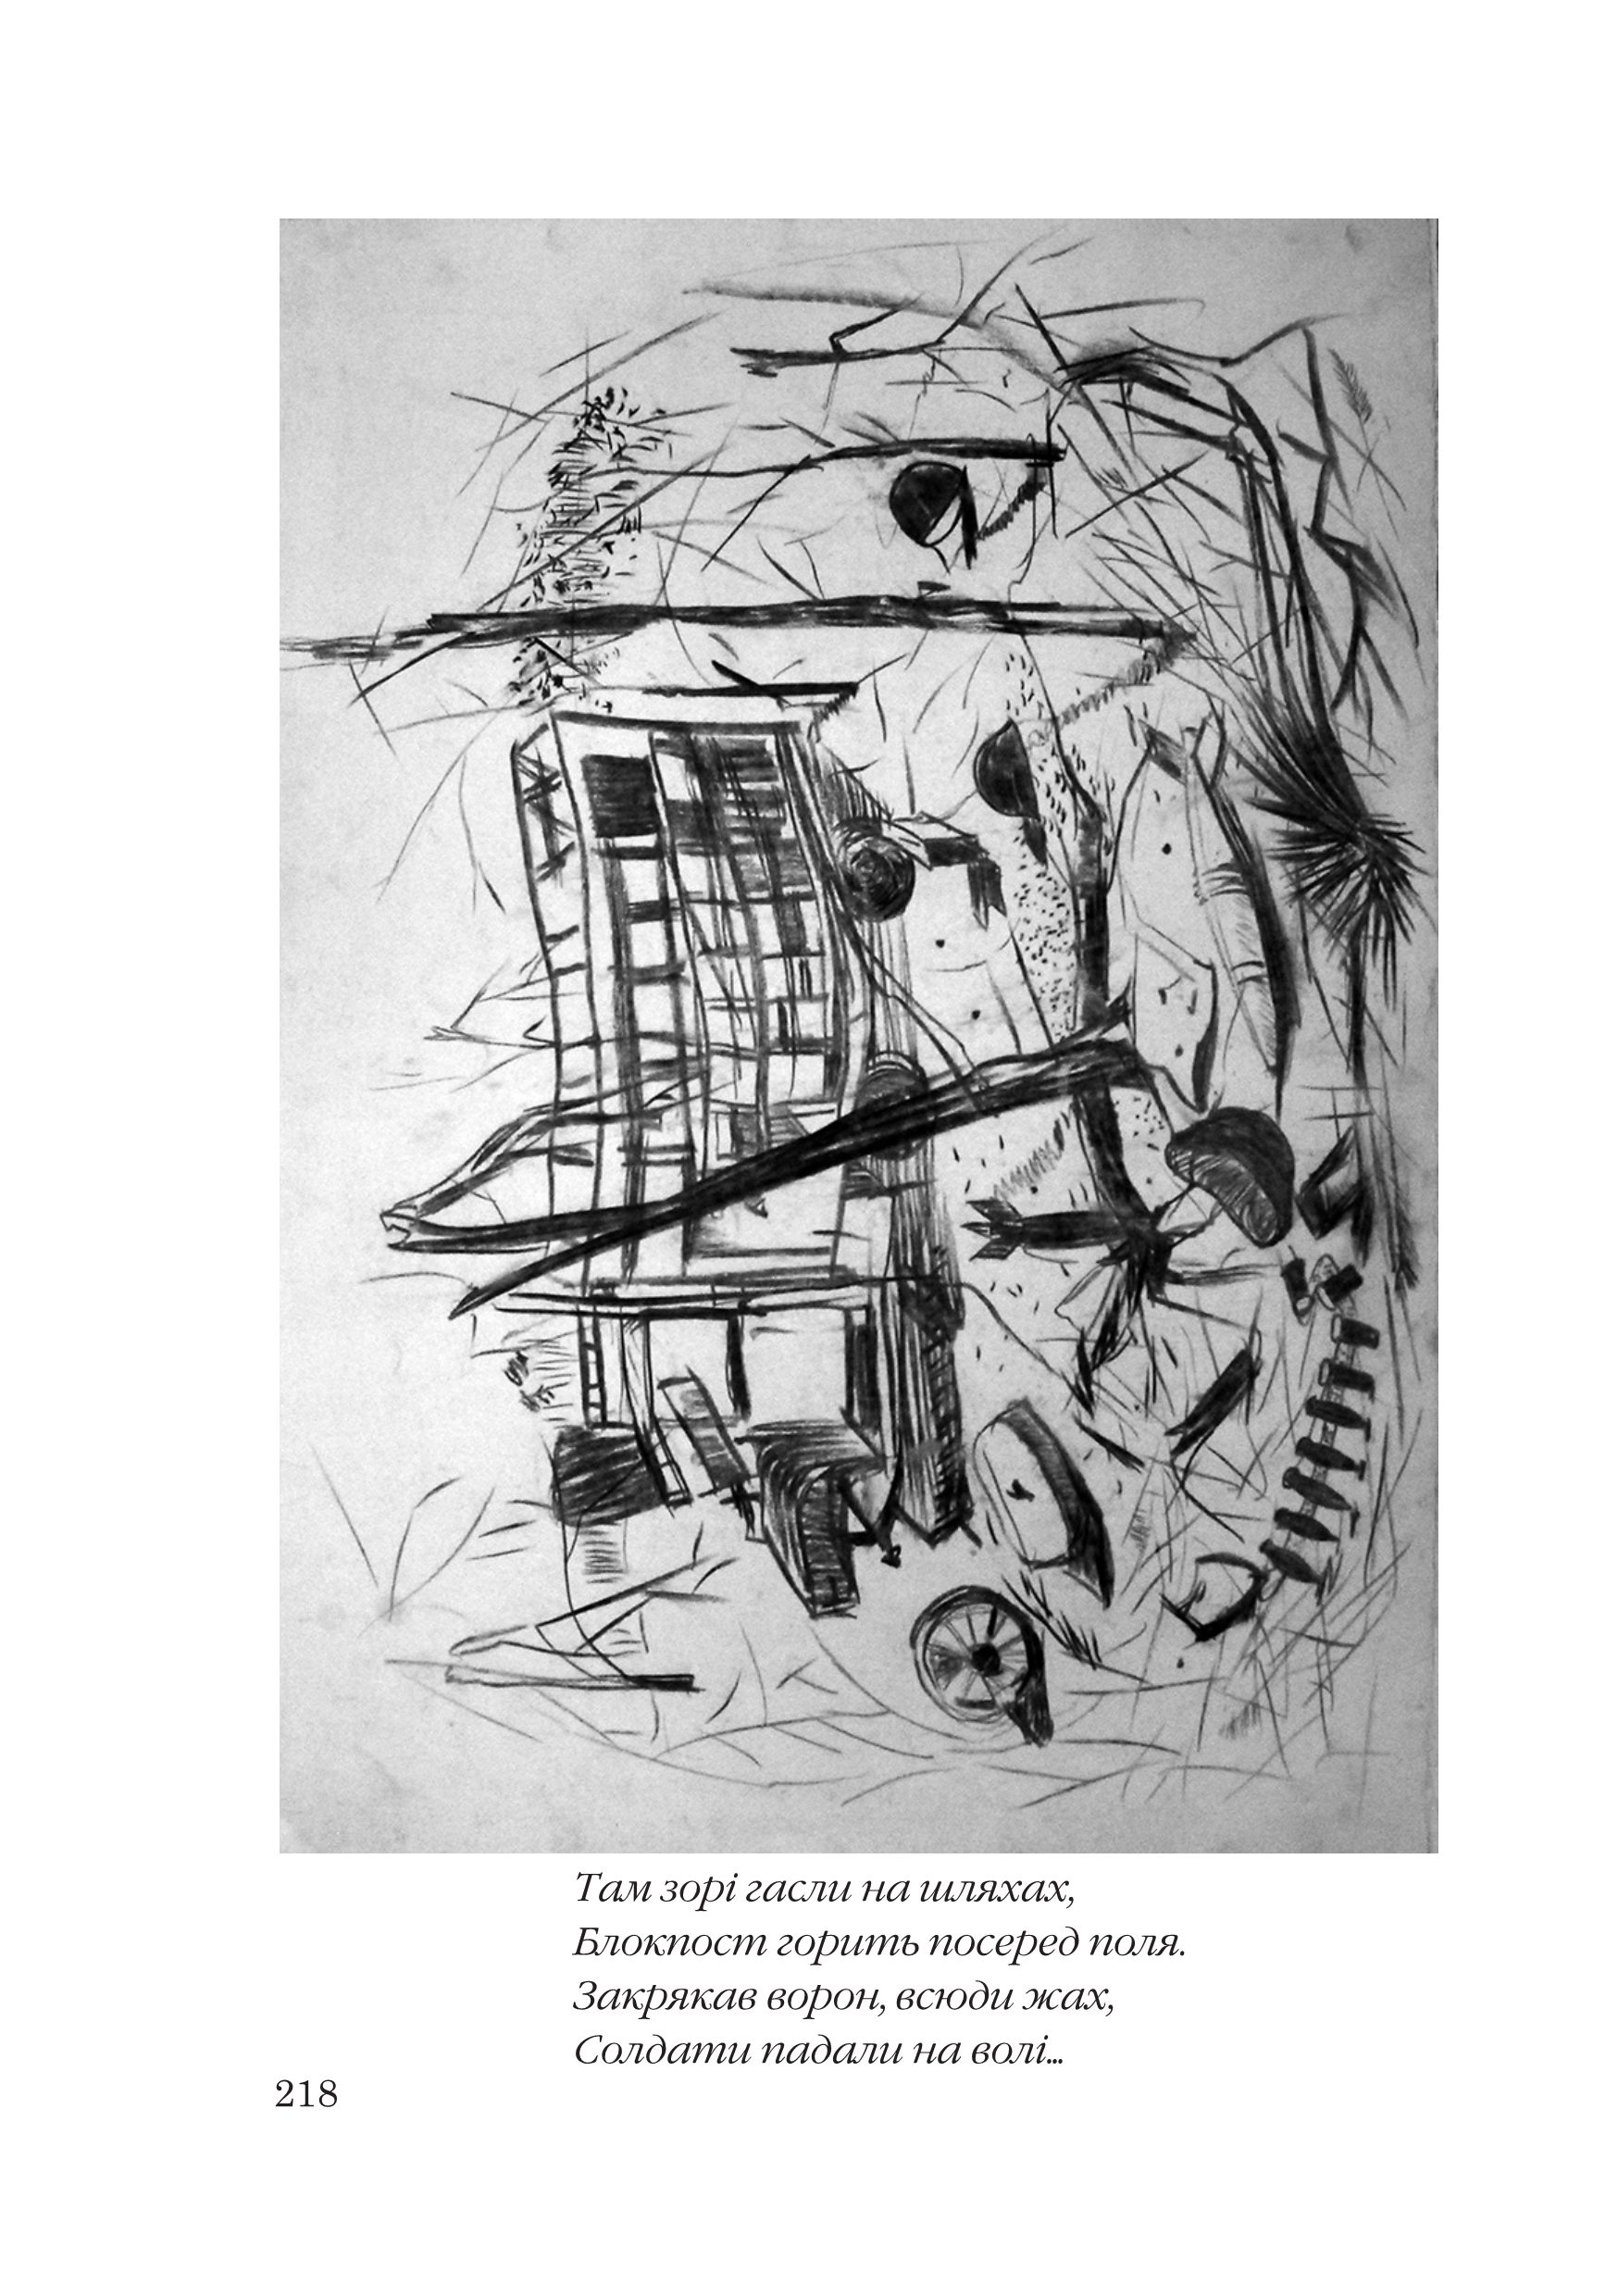 Там зорі гасли на шляхах,
Блокпост горить посеред поля.
Закрякав ворон, всюди жах,
Солдати падали на волі...
218